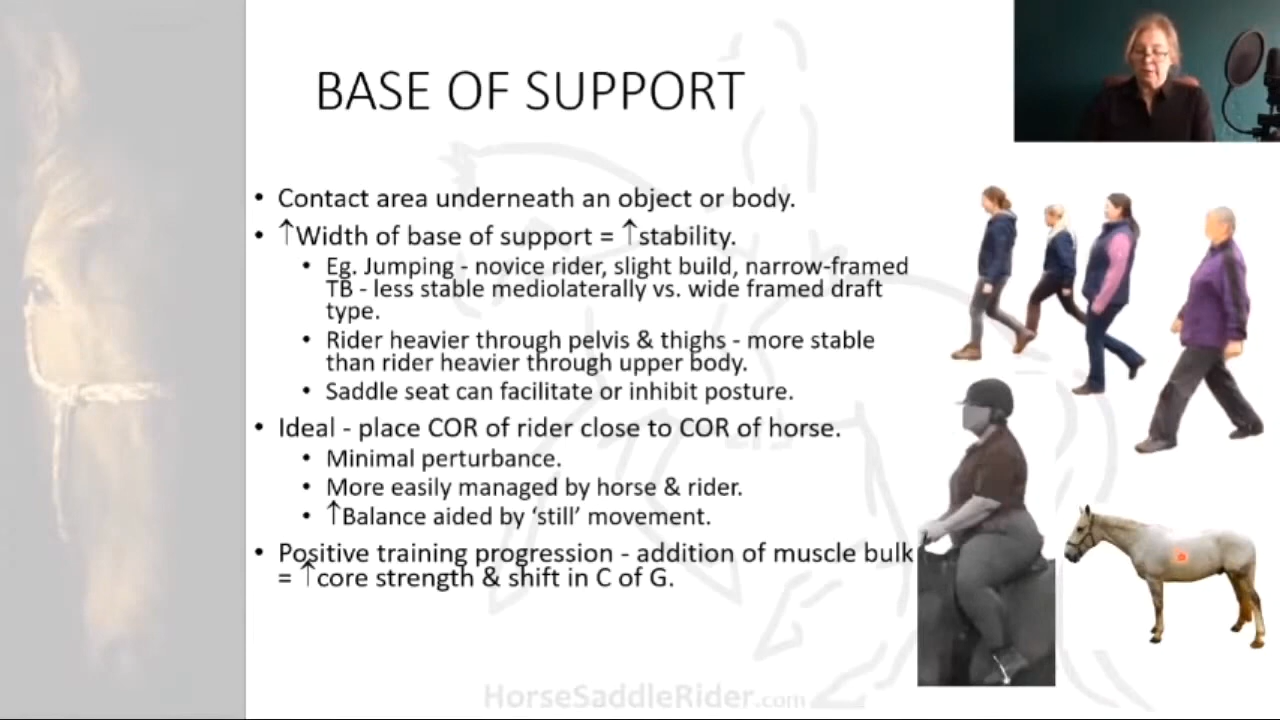 BASE OF SUPPORT
• Contact area underneath an object or body.
• ↑Width of base of support = ↑stability.
• Eg. Jumping - novice rider, slight build, narrow-framed
TB - less stable mediolaterally vs. wide framed draft
type.
• Rider heavier through pelvis & thighs - more stable
than rider heavier through upper body.
• Saddle seat can facilitate or inhibit posture.
• Ideal - place COR of rider close to COR of horse.
• Minimal perturbance.
• More easily managed by horse & rider.
• ↑Balance aided by ‘still’ movement.
• Positive training progression - addition of muscle bulk
= ↑core strength & shift in C of G.
HorseSaddleRider.com